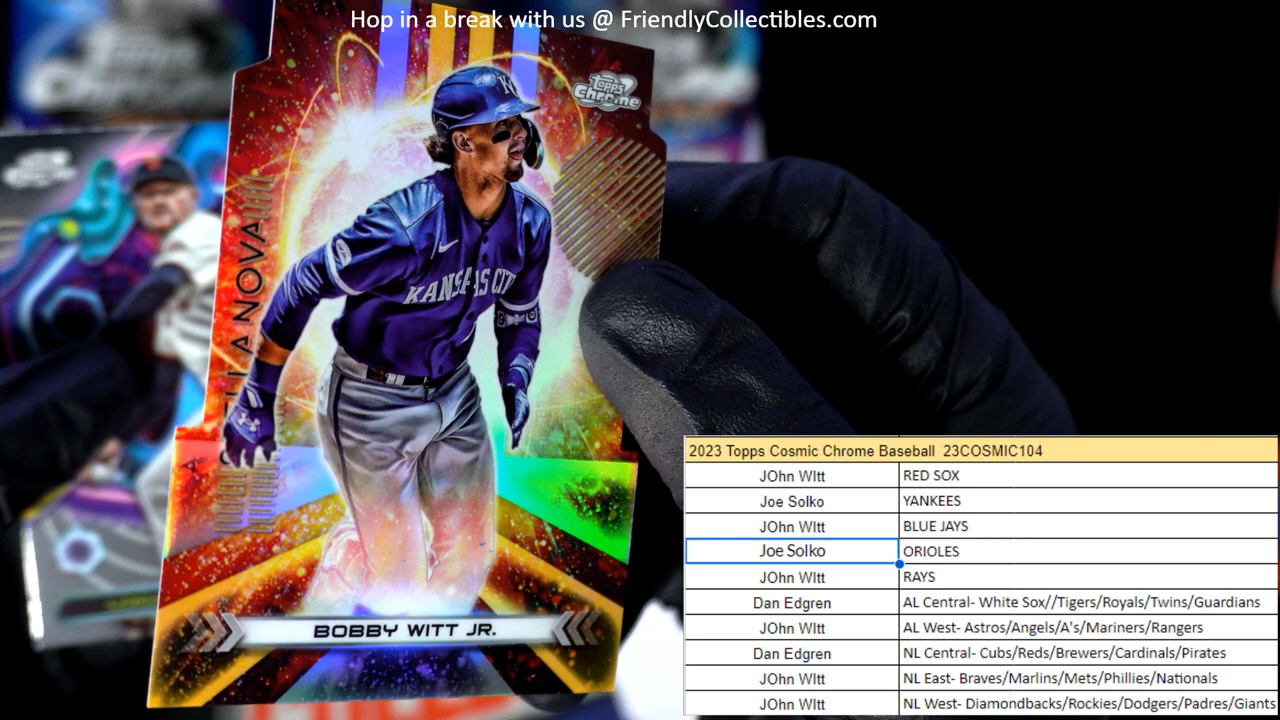 Hop in a break with us @ FriendlyCollectibles.com
Topps
Chrome
KC
KANSAS CITY
BOBBY WITT JR.
2023 Topps Cosmic Chrome Baseball 23COSMIC104
JOhn WItt RED SOX
Joe Solko YANKEES
JOhn WItt BLUE JAYS
Joe Solko ORIOLES
JOhn WItt RAYS
Dan Edgren AL Central- White Sox//Tigers/Royals/Twins/Guardians
JOhn WItt AL West- Astros/Angels/A's/Mariners/Rangers
Dan Edgren NL Central- Cubs/Reds/Brewers/Cardinals/Pirates
JOhn WItt NL East- Braves/Marlins/Mets/Phillies/Nationals
JOhn WItt NL West- Diamondbacks/Rockies/Dodgers/Padres/Giants